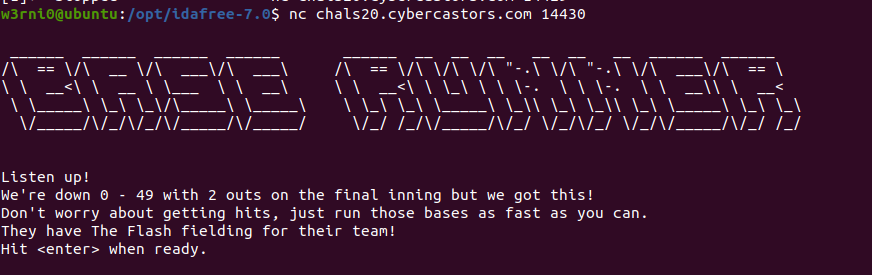 w3rni0@ubuntu:/opt/idafree-7.0$ nc chals20.cybercastors.com 14430
BASE RUNNER
Listen up!
We're down 0 - 49 with 2 outs on the final inning but we got this!
Don't worry about getting hits, just run those bases as fast as you can.
They have The Flash fielding for their team!
Hit <enter> when ready.